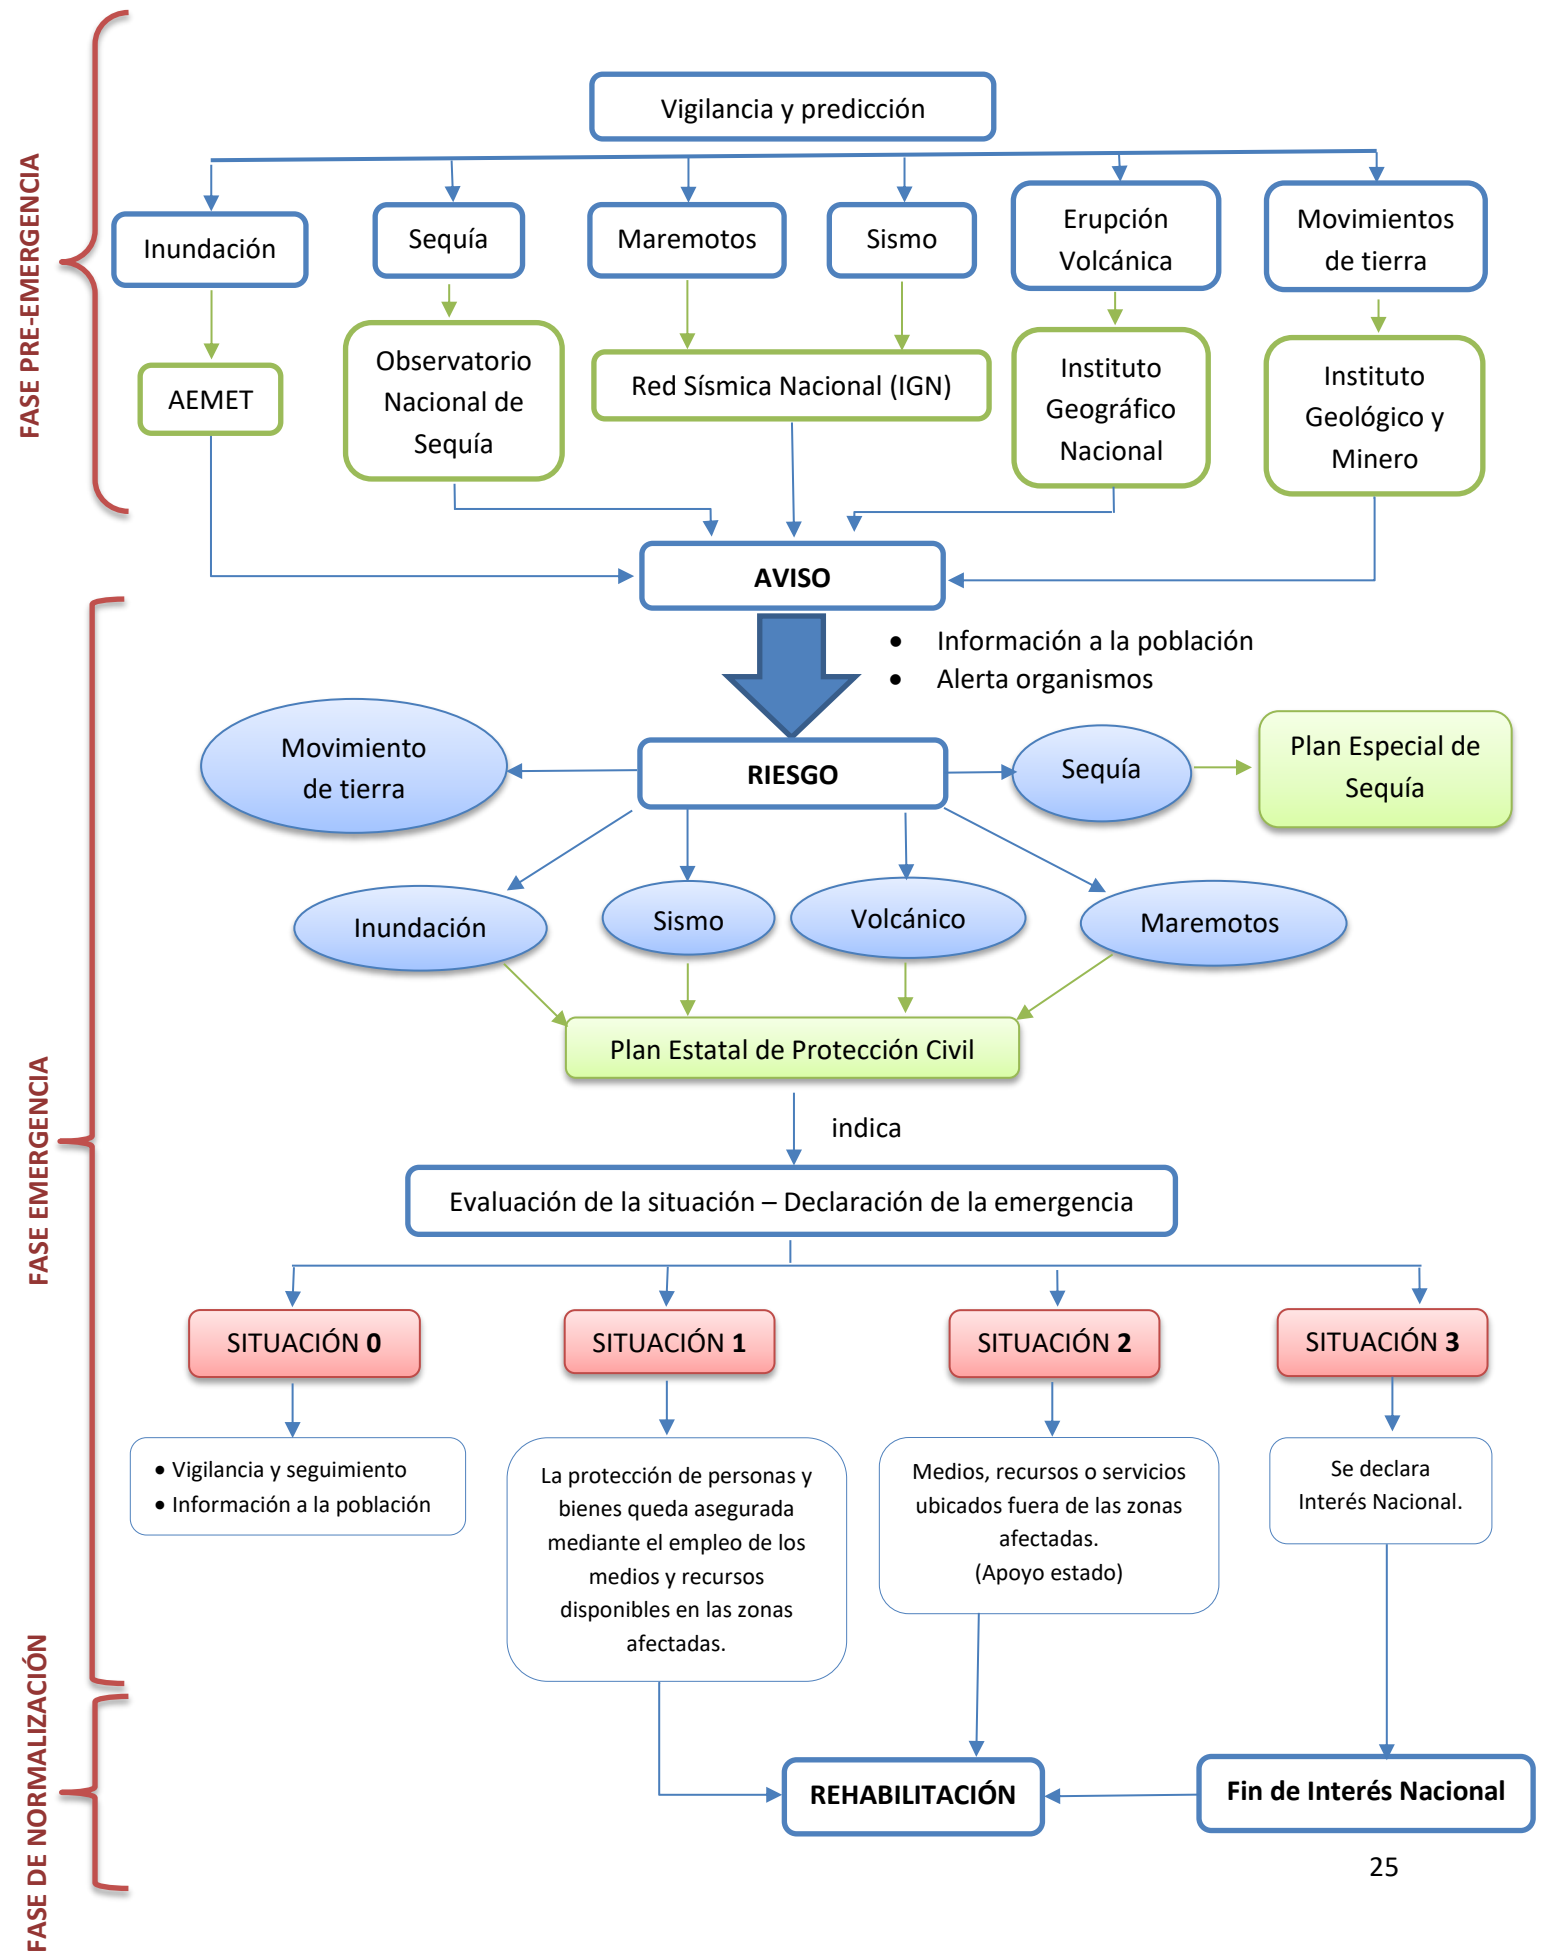 FASE PRE-EMERGENCIA
Vigilancia y predicción
Inundación
Sequía
Maremotos
Sismo
Erupción
Volcánica
Movimientos
de tierra
AEMET
Observatorio
Nacional de
Sequía
Red Sísmica Nacional (IGN)
Instituto
Geográfico
Nacional
Instituto
Geológico y
Minero
AVISO
FASE EMERGENCIA
• Información a la población
• Alerta organismos
Movimiento
de tierra
RIESGO
Sequía
Plan Especial de
Sequía
Inundación
Sismo
Volcánico
Maremotos
Plan Estatal de Protección Civil
indica
Evaluación de la situación – Declaración de la emergencia
SITUACIÓN 0
SITUACIÓN 1
SITUACIÓN 2
SITUACIÓN 3
• Vigilancia y seguimiento
• Información a la población
La protección de personas y
bienes queda asegurada
mediante el empleo de los
medios y recursos
disponibles en las zonas
afectadas.
Medios, recursos o servicios
ubicados fuera de las zonas
afectadas.
(Apoyo estado)
Se declara
Interés Nacional.
FASE DE NORMALIZACIÓN
REHABILITACIÓN
Fin de Interés Nacional
25